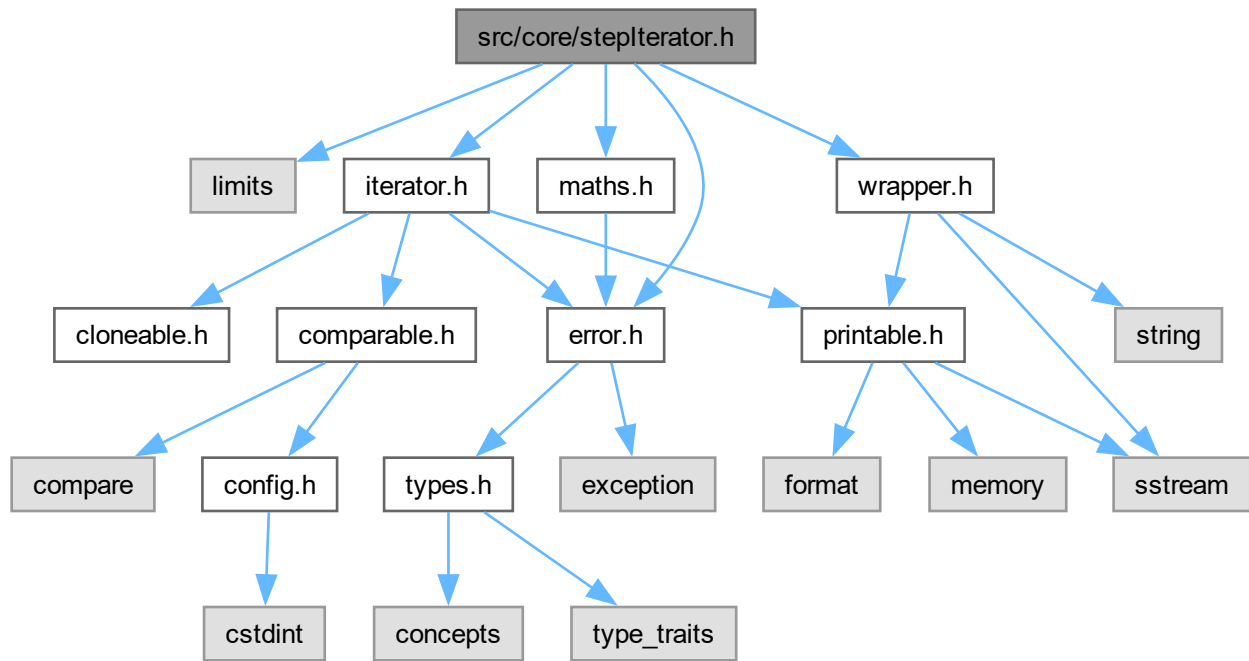 src/core/stepIterator.h
limits
iterator.h
maths.h
wrapper.h
cloneable.h
comparable.h
error.h
printable.h
string
compare
config.h
types.h
exception
format
memory
sstream
cstdint
concepts
type_traits